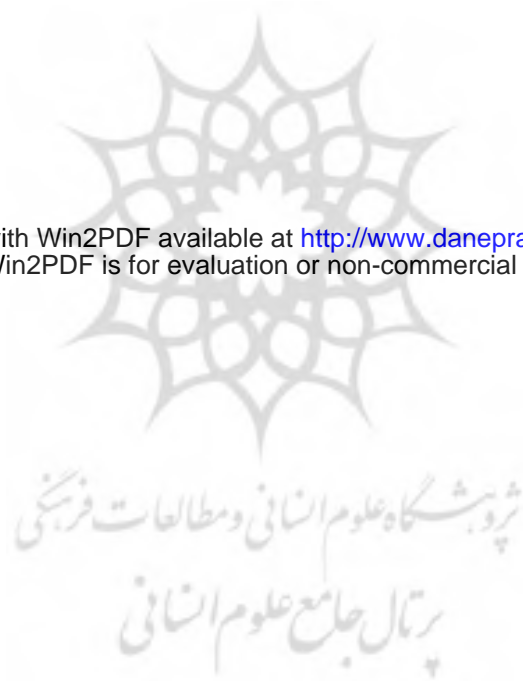 ith Win2PDF available at http://www.danepra
Win2PDF is for evaluation or non-commercial
پژوهشگاه علوم انسانی و مطالعات فرهنگی
پرتال جامع علوم انسانی